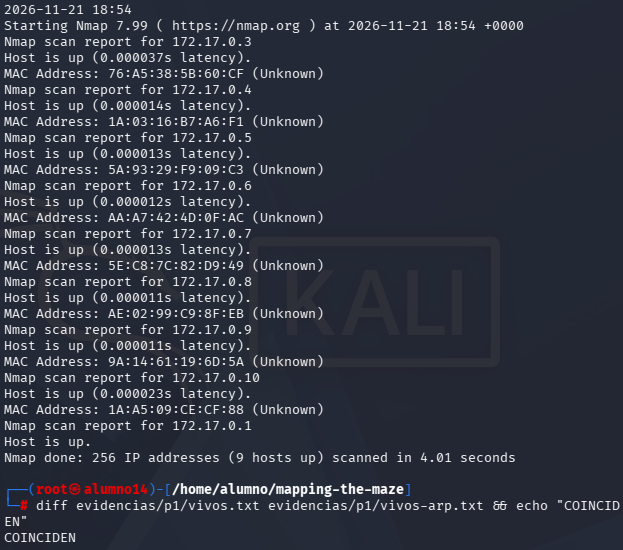 2026-11-21 18:54
Starting Nmap 7.99 ( https://nmap.org ) at 2026-11-21 18:54 +0000
Nmap scan report for 172.17.0.3
Host is up (0.000037s latency).
MAC Address: 76:A5:38:5B:60:CF (Unknown)
Nmap scan report for 172.17.0.4
Host is up (0.000014s latency).
MAC Address: 1A:03:16:B7:A6:F1 (Unknown)
Nmap scan report for 172.17.0.5
Host is up (0.000013s latency).
MAC Address: 5A:93:29:F9:09:C3 (Unknown)
Nmap scan report for 172.17.0.6
Host is up (0.000012s latency).
MAC Address: AA:A7:42:4D:0F:AC (Unknown)
Nmap scan report for 172.17.0.7
Host is up (0.000013s latency).
MAC Address: 5E:C8:7C:82:D9:49 (Unknown)
Nmap scan report for 172.17.0.8
Host is up (0.000011s latency).
MAC Address: AE:02:99:C9:8F:EB (Unknown)
Nmap scan report for 172.17.0.9
Host is up (0.000011s latency).
MAC Address: 9A:14:61:19:6D:5A (Unknown)
Nmap scan report for 172.17.0.10
Host is up (0.000023s latency).
MAC Address: 1A:A5:09:CE:CF:88 (Unknown)
Nmap scan report for 172.17.0.1
Host is up.
Nmap done: 256 IP addresses (9 hosts up) scanned in 4.01 seconds
┌──(root㉿alumno14)-[/home/alumno/mapping-the-maze]
└─# diff evidencias/p1/vivos.txt evidencias/p1/vivos-arp.txt && echo "COINCID
EN"
COINCIDEN
KALI